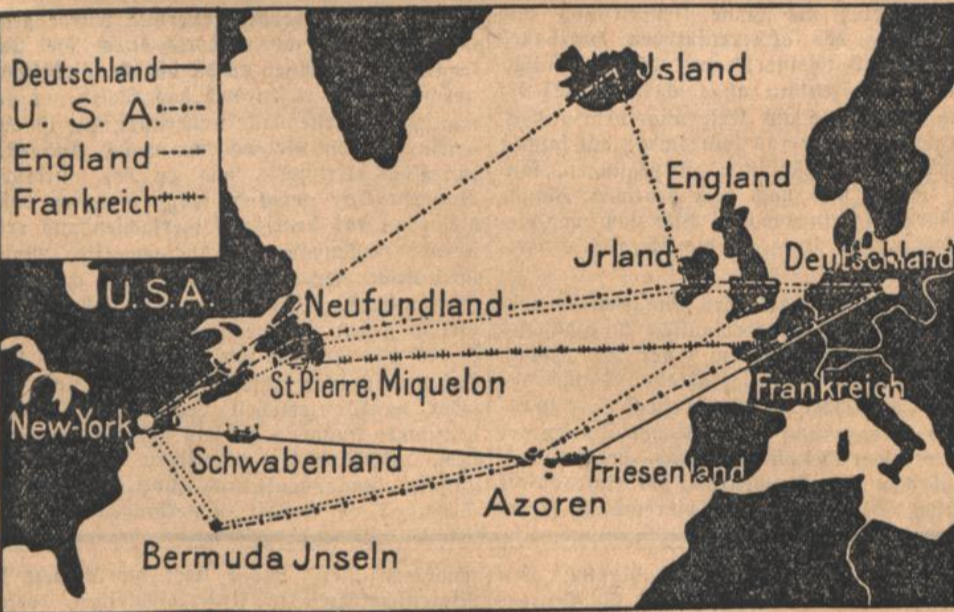 Deutschland
U. S. A.
England
Frankreich
Jsland
England
Jrland
Deutschland
U.S.A.
Neufundland
St. Pierre, Miquelon
Frankreich
New-York
Schwabenland
Friesenland
Azoren
Bermuda Jnseln